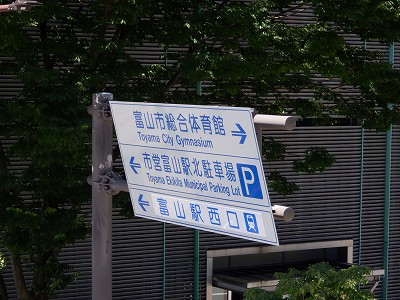 富山市総合体育館
Toyama City Gymnasium
市営富山駅北駐車場
Toyama Ekikita Municipal Parking Lot
P
富山駅西口